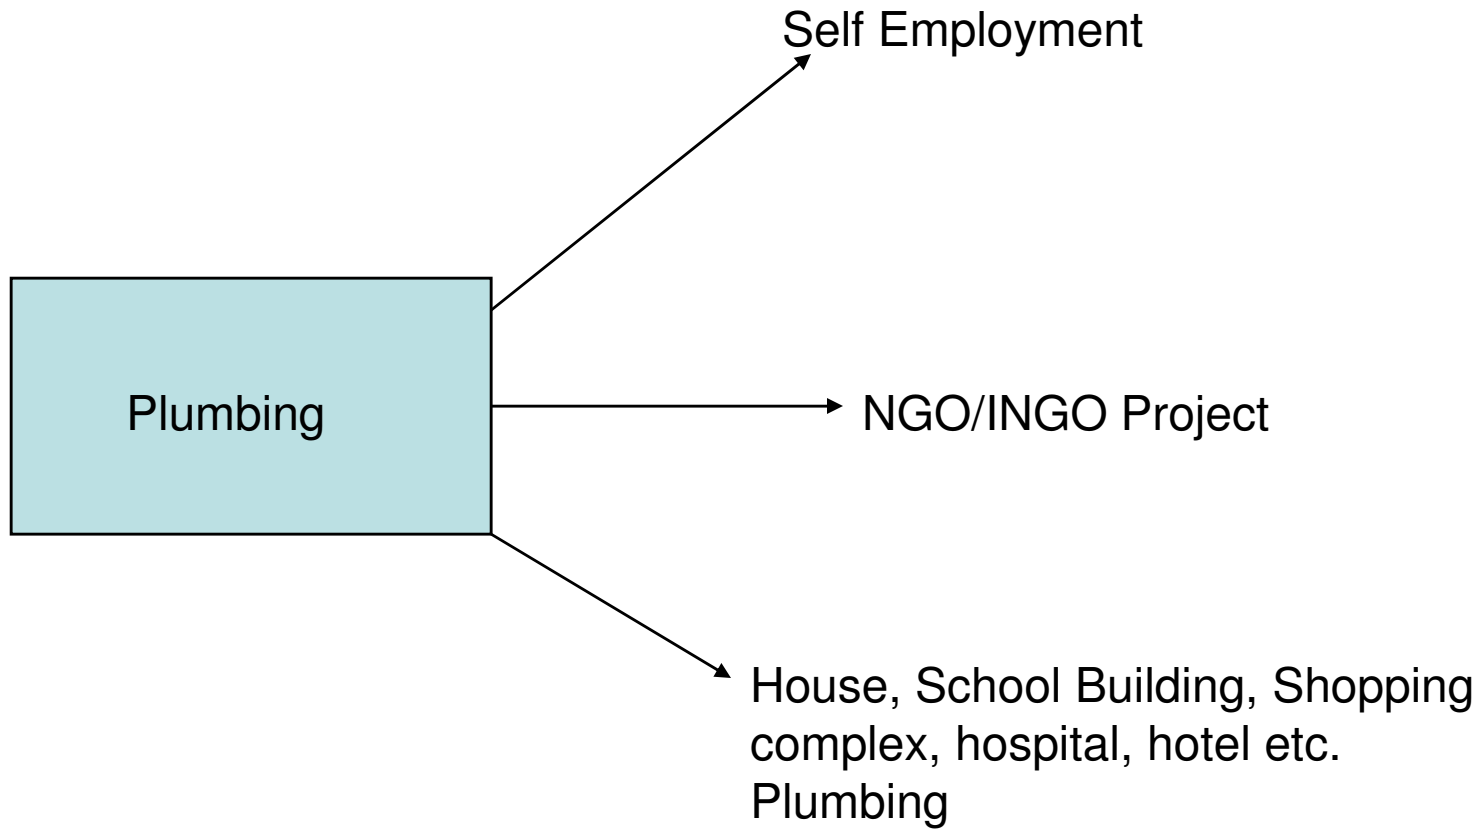 Self Employment
Plumbing
NGO/INGO Project
House, School Building, Shopping
complex, hospital, hotel etc.
Plumbing